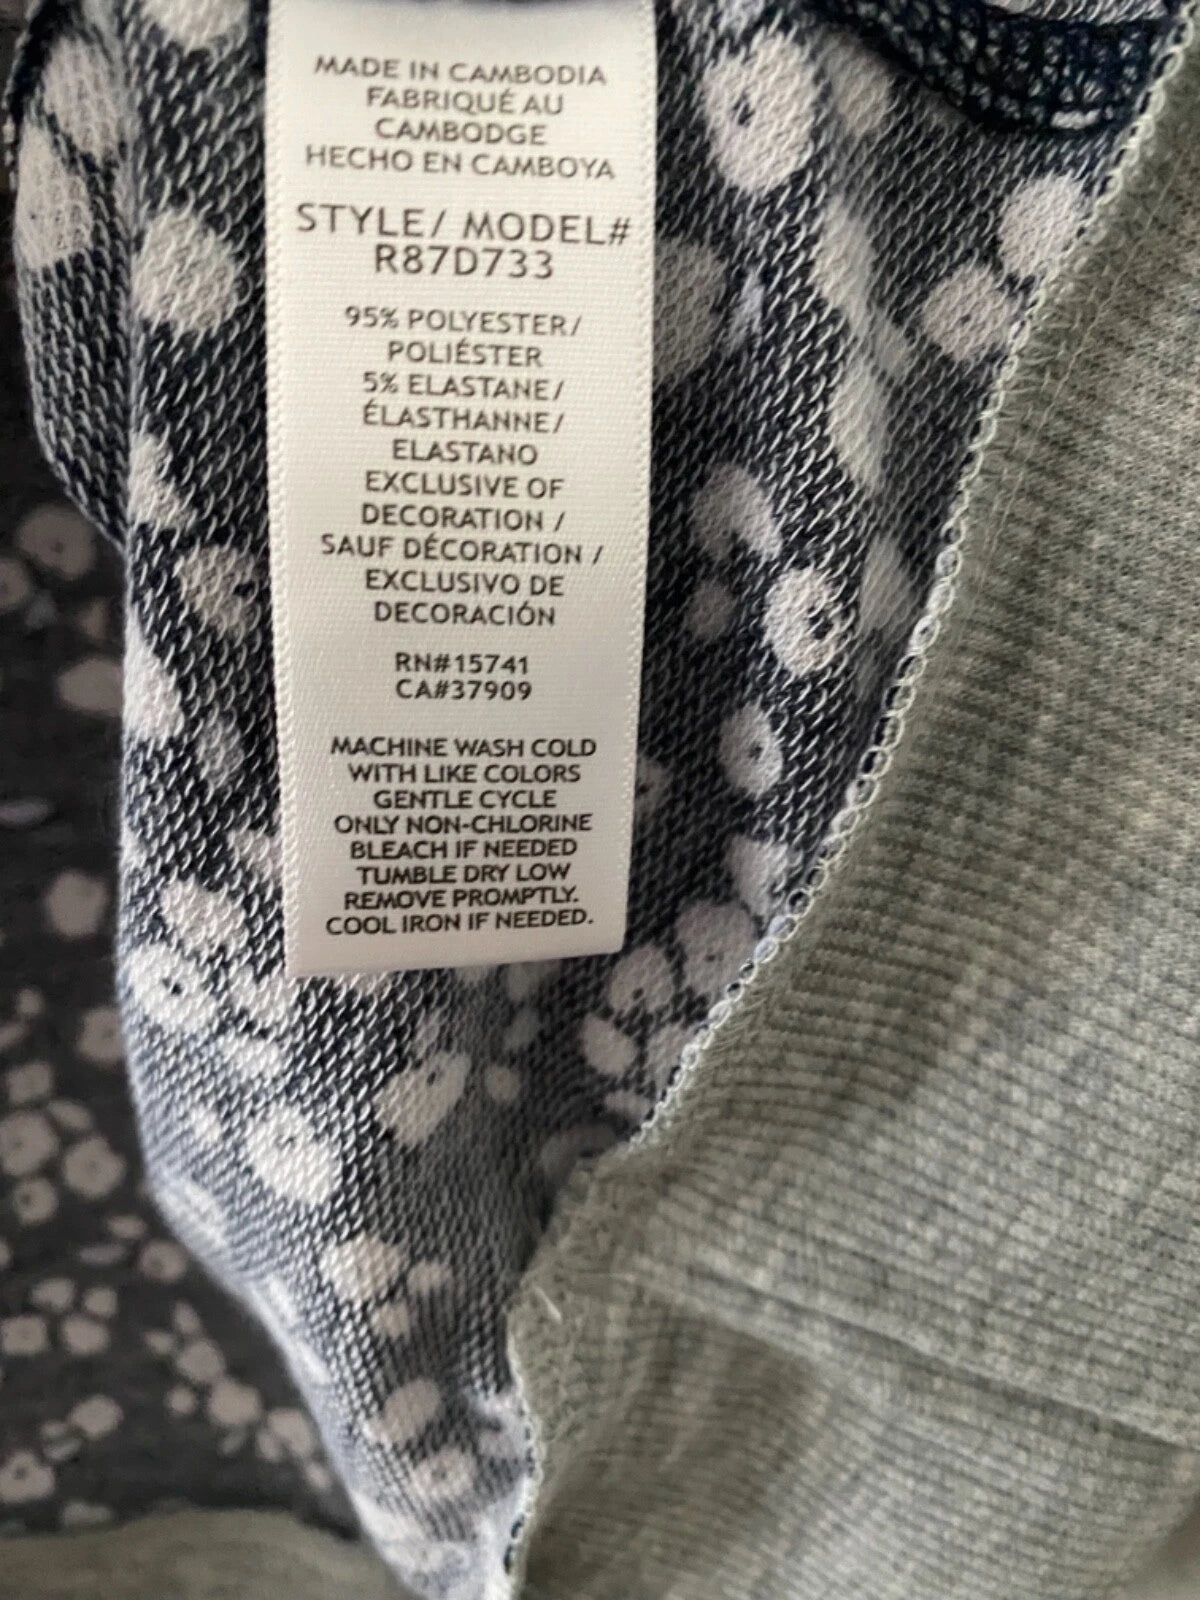 MADE IN CAMBODIA
FABRIQUÉ AU
CAMBODGE
HECHO EN CAMBOYA
STYLE/ MODEL#
R87D733
95% POLYESTER/
POLIÉSTER
5% ELASTANE/
ÉLASTHANNE/
ELASTANO
EXCLUSIVE OF
DECORATION /
SAUF DÉCORATION /
EXCLUSIVO DE
DECORACIÓN
RN#15741
CA#37909
MACHINE WASH COLD
WITH LIKE COLORS
GENTLE CYCLE
ONLY NON-CHLORINE
BLEACH IF NEEDED
TUMBLE DRY LOW
REMOVE PROMPTLY.
COOL IRON IF NEEDED.